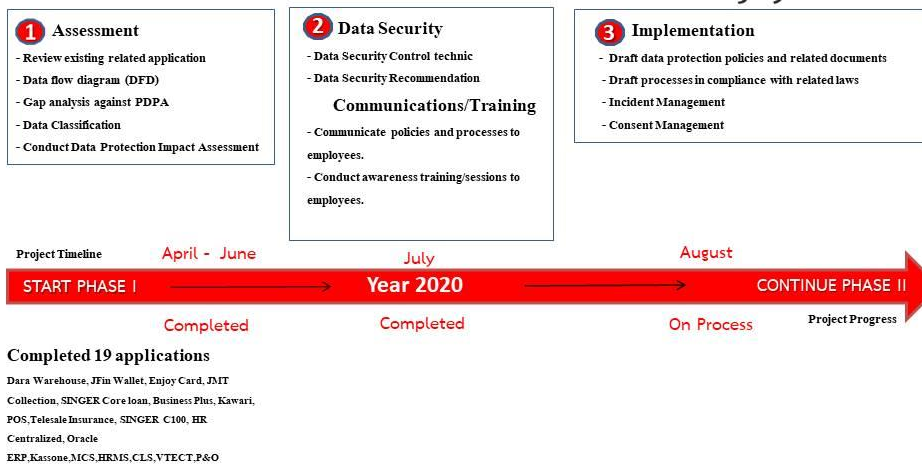 1 Assessment
- Review existing related application
- Data flow diagram (DFD)
- Gap analysis against PDPA
- Data Classification
- Conduct Data Protection Impact Assessment
2 Data Security
- Data Security Control technic
- Data Security Recommendation
Communications/Training
- Communicate policies and processes to
employees.
- Conduct awareness training/sessions to
employees.
3 Implementation
- Draft data protection policies and related documents
- Draft processes in compliance with related laws
- Incident Management
- Consent Management
Project Timeline
April - June
July
August
START PHASE I
Year 2020
CONTINUE PHASE II
Completed
Completed
On Process
Project Progress
Completed 19 applications
Dara Warehouse, JFin Wallet, Enjoy Card, JMT
Collection, SINGER Core loan, Business Plus, Kawari,
POS,Telesale Insurance, SINGER C100, HR
Centralized, Oracle
ERP,Kassone,MCS,HRMS,CLS,VTECT,P&O